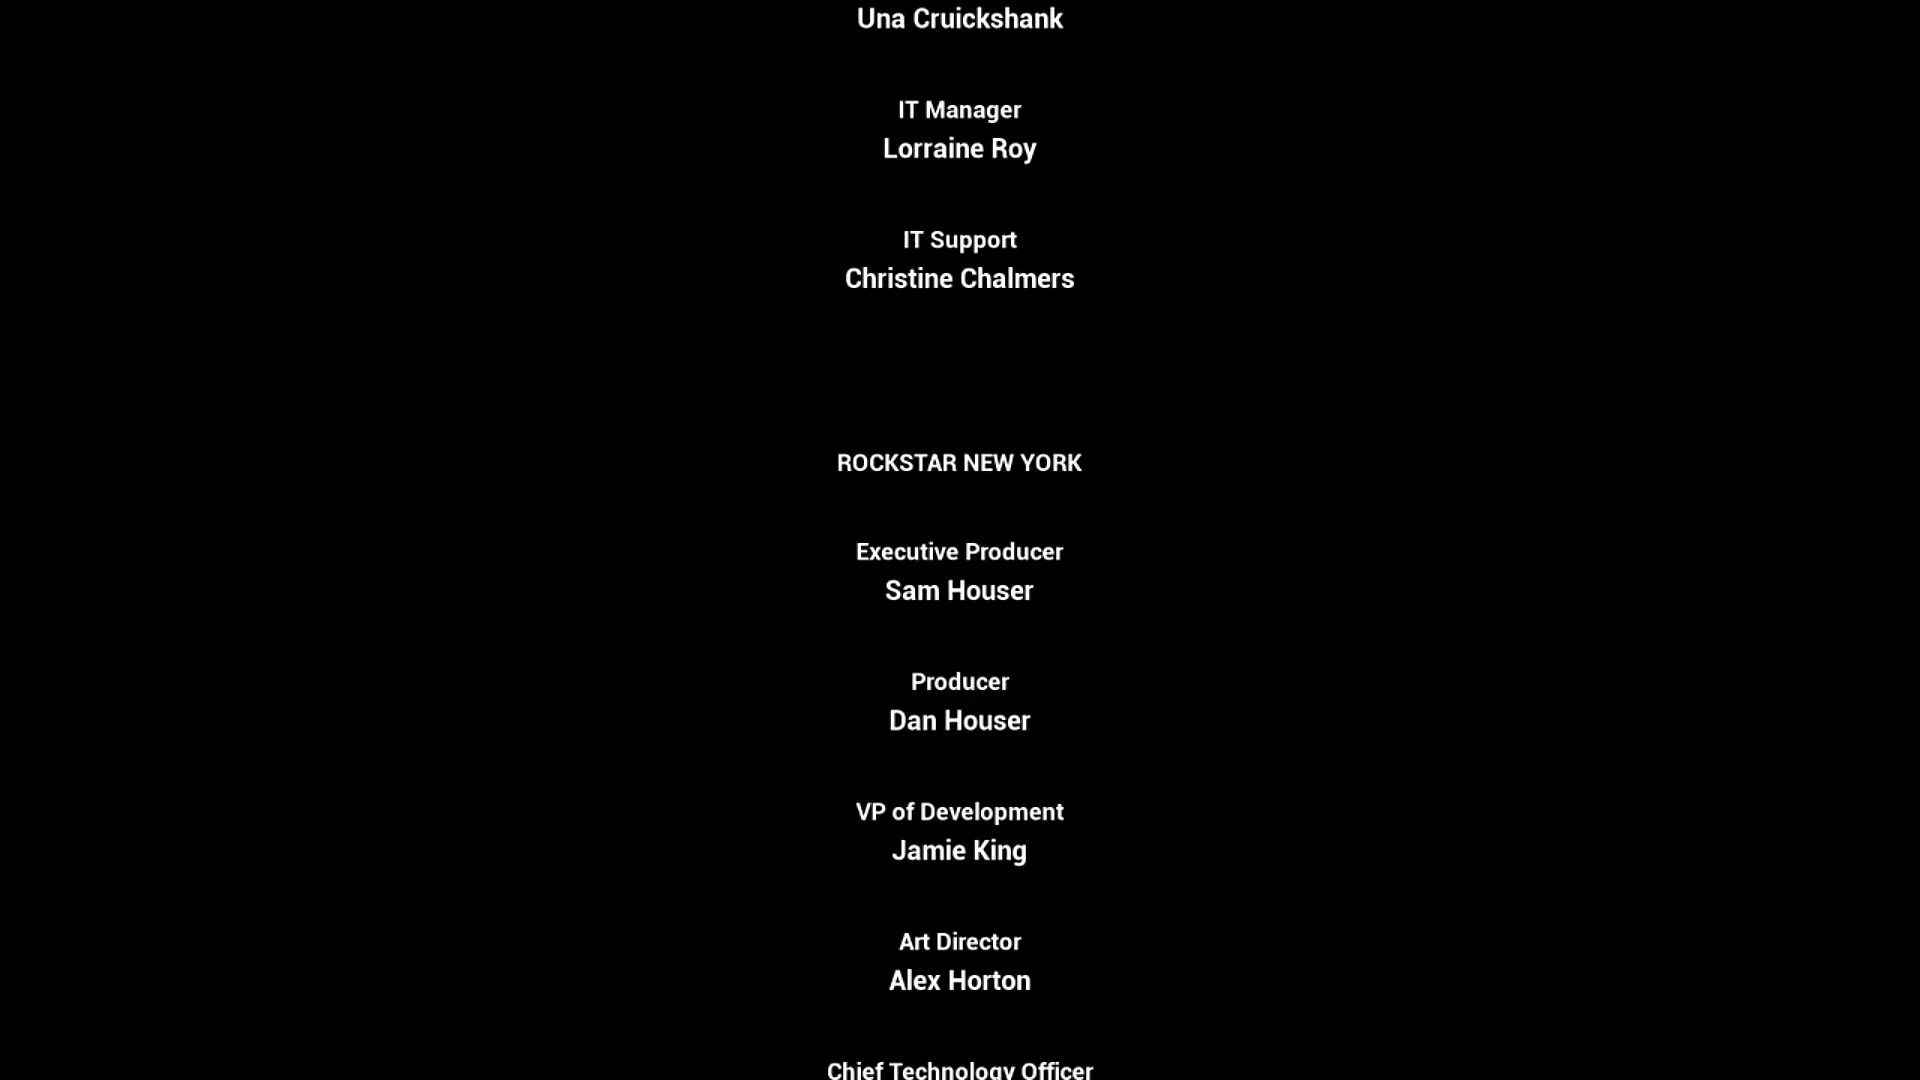 Una Cruickshank
IT Manager
Lorraine Roy
IT Support
Christine Chalmers
ROCKSTAR NEW YORK
Executive Producer
Sam Houser
Producer
Dan Houser
VP of Development
Jamie King
Art Director
Alex Horton
Chief Technology Officer